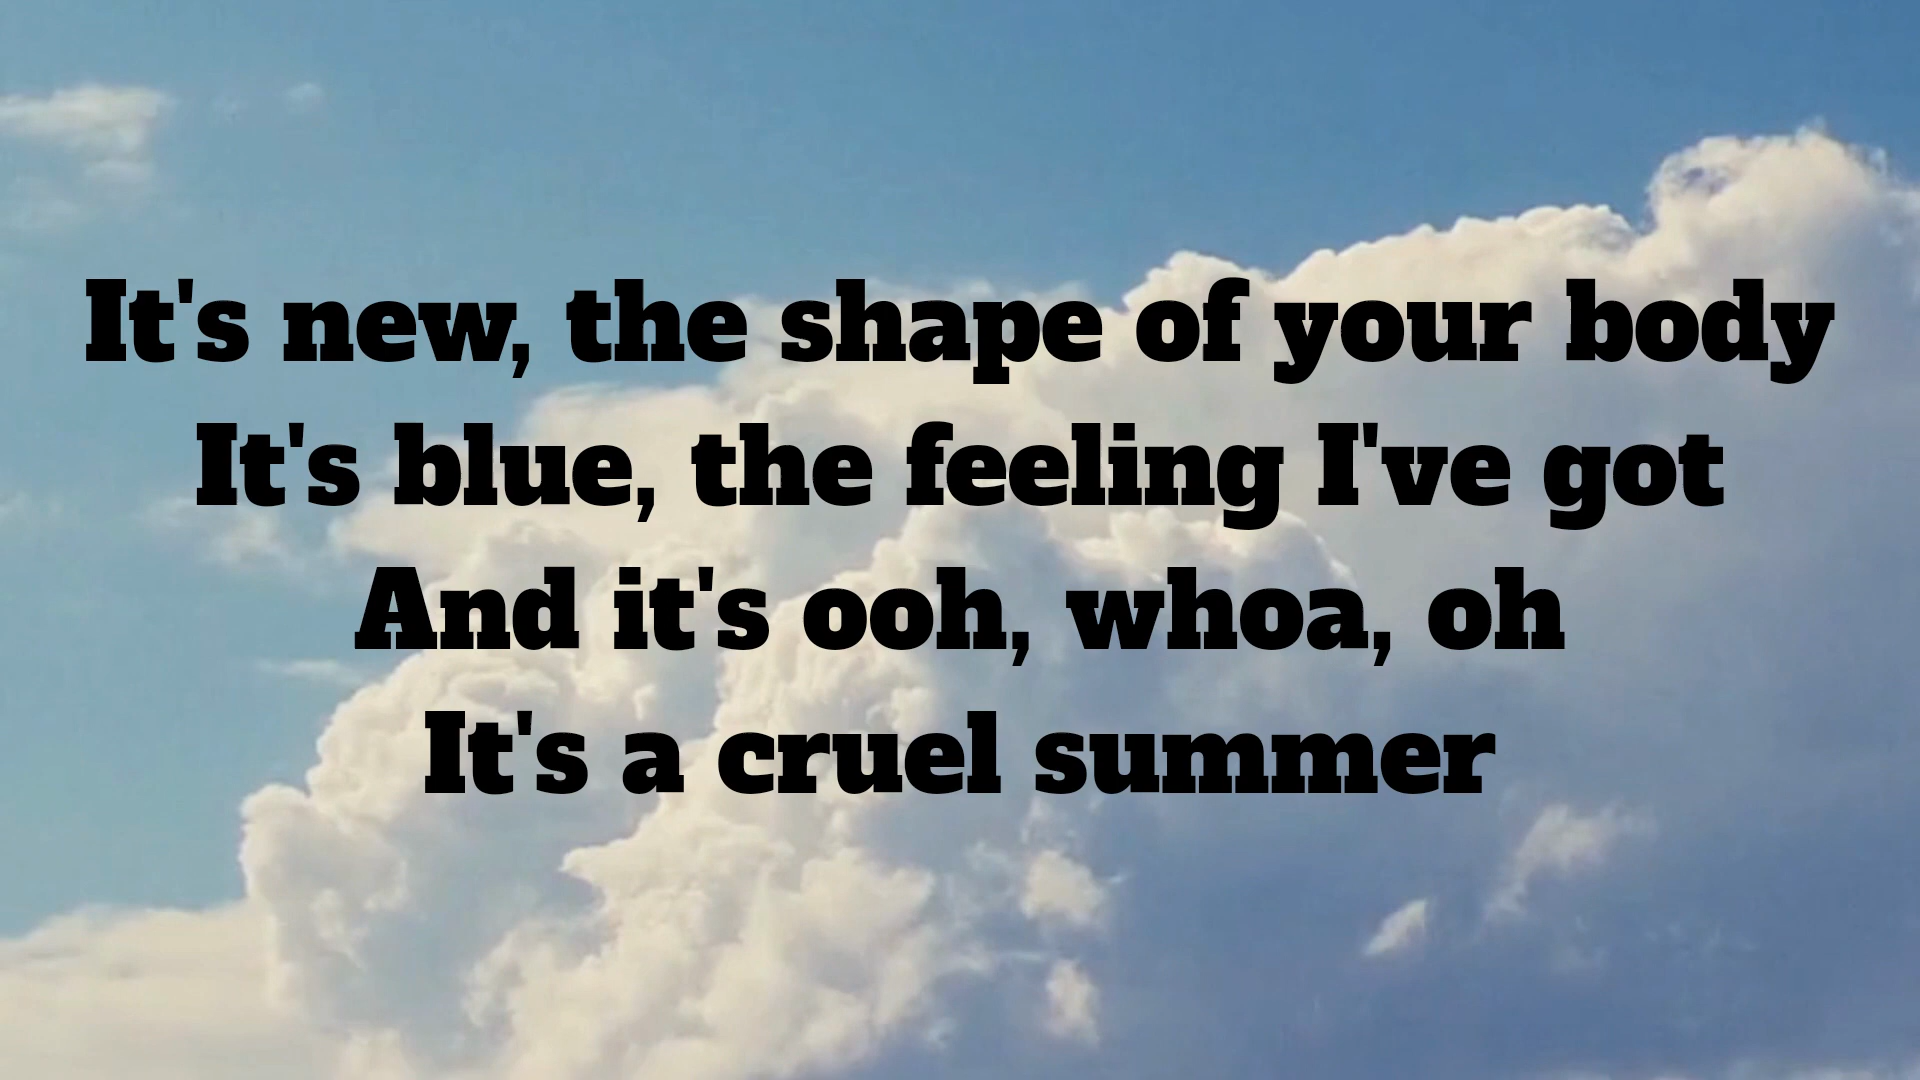 It's new, the shape of your body
It's blue, the feeling I've got
And it's ooh, whoa, oh
It's a cruel summer